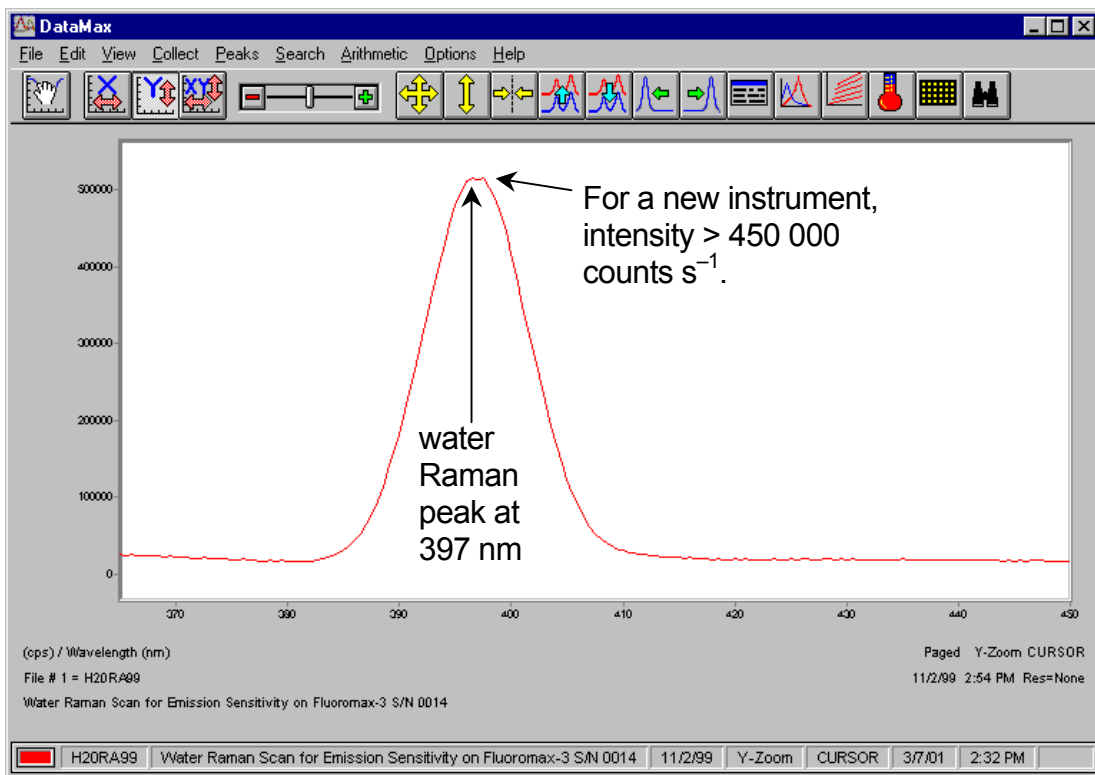 DataMax
File Edit View Collect Peaks Search Arithmetic Options Help
X Y XY
500000
400000
300000
200000
100000
0
For a new instrument,
intensity > 450 000
counts s⁻¹.
water
Raman
peak at
397 nm
370 380 390 400 410 420 430 440 450
(cps) / Wavelength (nm)
Paged Y-Zoom CURSOR
File # 1 = H20RA99
11/2/99 2:54 PM Res=None
Water Raman Scan for Emission Sensitivity on Fluoromax-3 S/N 0014
H20RA99 Water Raman Scan for Emission Sensitivity on Fluoromax-3 S/N 0014 11/2/99 Y-Zoom CURSOR 3/7/01 2:32 PM